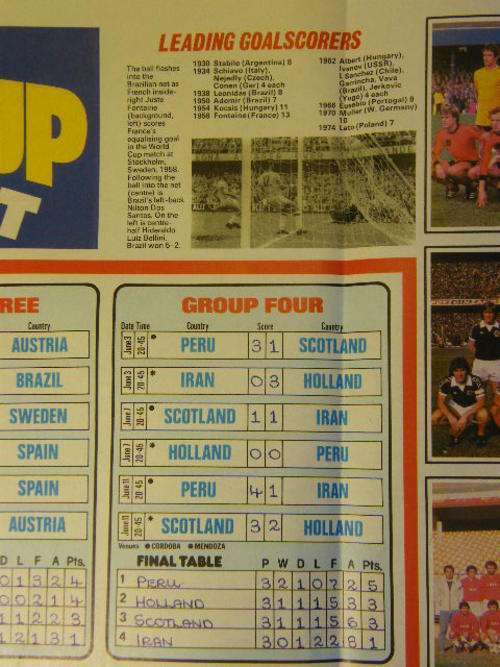 UP
T
LEADING GOALSCORERS
The ball flashes
into the
Brazilian net as
French inside-
right Juste
Fontaine
(background,
left) scores
France's
equalising goal
in the World
Cup match at
Stockholm,
Sweden, 1958.
Following the
ball into the net
(centre) is
Brazil's left-back
Nilton Dos
Santos. On the
left is centre-
half Hideraldo
Luiz Bellini.
Brazil won 5-2.
1930 Stabile (Argentina) 8
1934 Schiavo (Italy),
Nejedly (Czech),
Conen (Ger) 4 each
1938 Leonidas (Brazil) 8
1950 Ademir (Brazil) 7
1954 Kocsis (Hungary) 11
1958 Fontaine (France) 13
1962 Albert (Hungary),
Ivanov (USSR),
L Sanchez (Chile),
Garrincha, Vava
(Brazil), Jerkovic
(Yugo) 4 each
1966 Eusebio (Portugal) 9
1970 Muller (W. Germany)
10
1974 Lato (Poland) 7
REE
Country
AUSTRIA
BRAZIL
SWEDEN
SPAIN
SPAIN
AUSTRIA
D L F A Pts.
0 1 3 2 4
0 0 2 1 4
1 1 2 2 3
1 2 1 3 1
GROUP FOUR
Date Time Country Score Country
June 3 20·45 PERU 3 1 SCOTLAND
June 3 20·45 IRAN 0 3 HOLLAND
June 7 20·45 SCOTLAND 1 1 IRAN
June 7 20·45 HOLLAND 0 0 PERU
June 11 20·45 PERU 4 1 IRAN
June 11 20·45 SCOTLAND 3 2 HOLLAND
Venues ● CORDOBA ✱ MENDOZA
FINAL TABLE P W D L F A Pts.
1 PERU 3 2 1 0 7 2 5
2 HOLLAND 3 1 1 1 5 3 3
3 SCOTLAND 3 1 1 1 5 6 3
4 IRAN 3 0 1 2 2 8 1